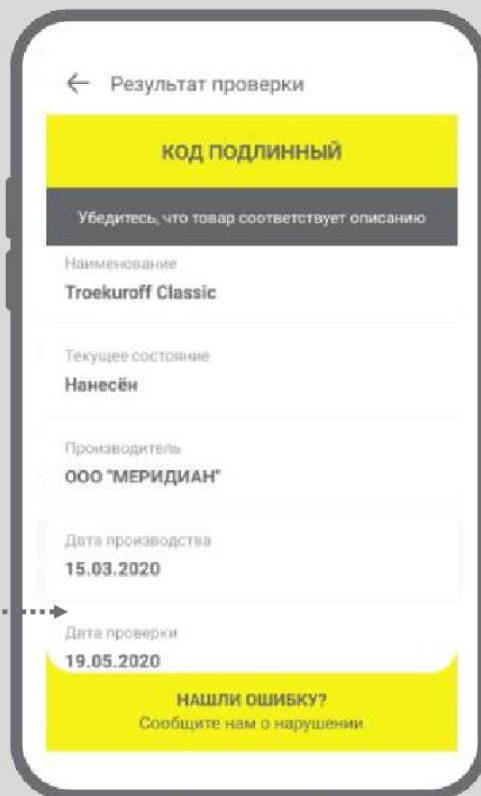 ← Результат проверки
КОД ПОДЛИННЫЙ
Убедитесь, что товар соответствует описанию
Наименование
Troekuroff Classic
Текущее состояние
Нанесён
Производитель
ООО "МЕРИДИАН"
Дата производства
15.03.2020
Дата проверки
19.05.2020
НАШЛИ ОШИБКУ?
Сообщите нам о нарушении